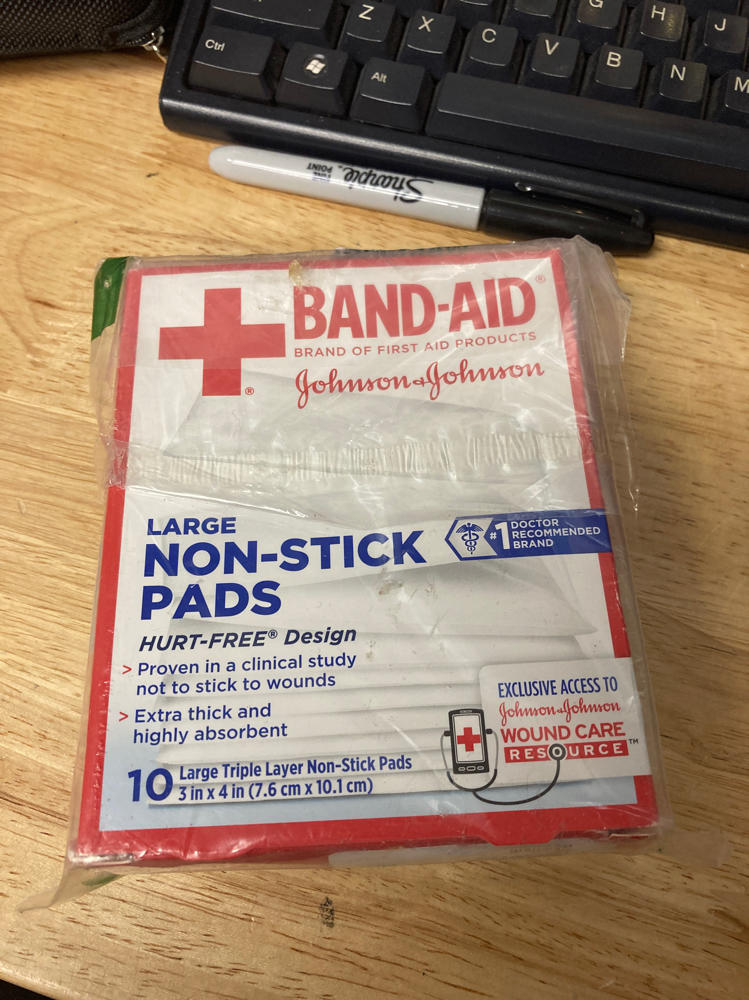 Z
X
C
V
B
N
M
G
H
J
Ctrl
Alt
Sharpie
FINE POINT
BAND-AID®
BRAND OF FIRST AID PRODUCTS
Johnson & Johnson
®
LARGE
NON-STICK
PADS
#1 DOCTOR
RECOMMENDED
BRAND
HURT-FREE® Design
> Proven in a clinical study
not to stick to wounds
> Extra thick and
highly absorbent
10 Large Triple Layer Non-Stick Pads
3 in x 4 in (7.6 cm x 10.1 cm)
EXCLUSIVE ACCESS TO
Johnson & Johnson
WOUND CARE
RESOURCE™